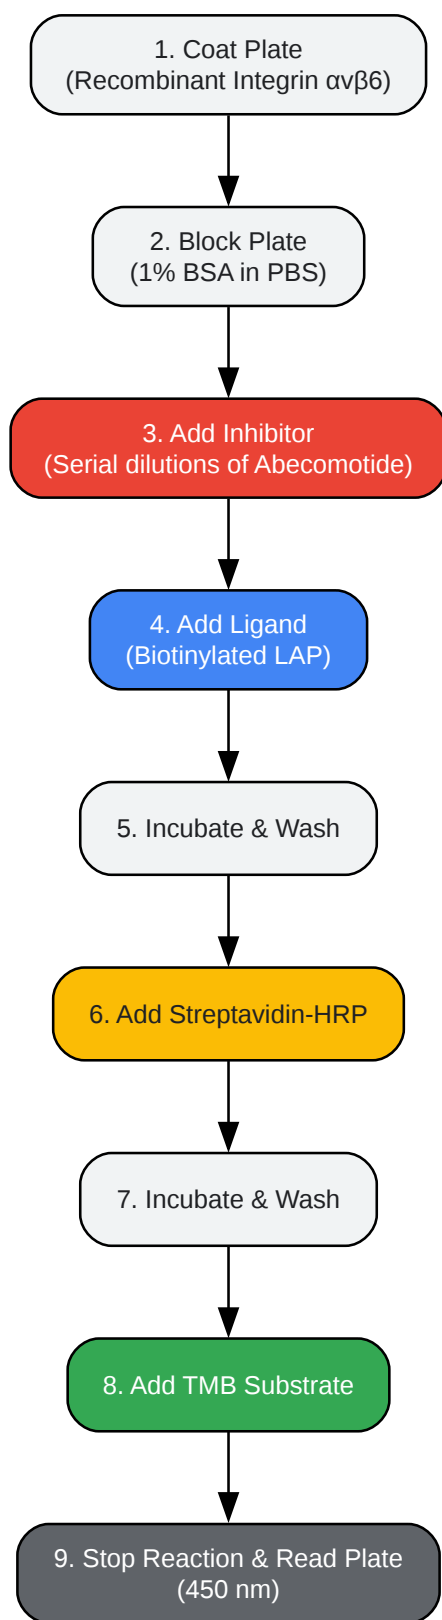 1. Coat Plate
(Recombinant Integrin αvβ6)
2. Block Plate
(1% BSA in PBS)
3. Add Inhibitor
(Serial dilutions of Abecomotide)
4. Add Ligand
(Biotinylated LAP)
5. Incubate & Wash
6. Add Streptavidin-HRP
7. Incubate & Wash
8. Add TMB Substrate
9. Stop Reaction & Read Plate
(450 nm)